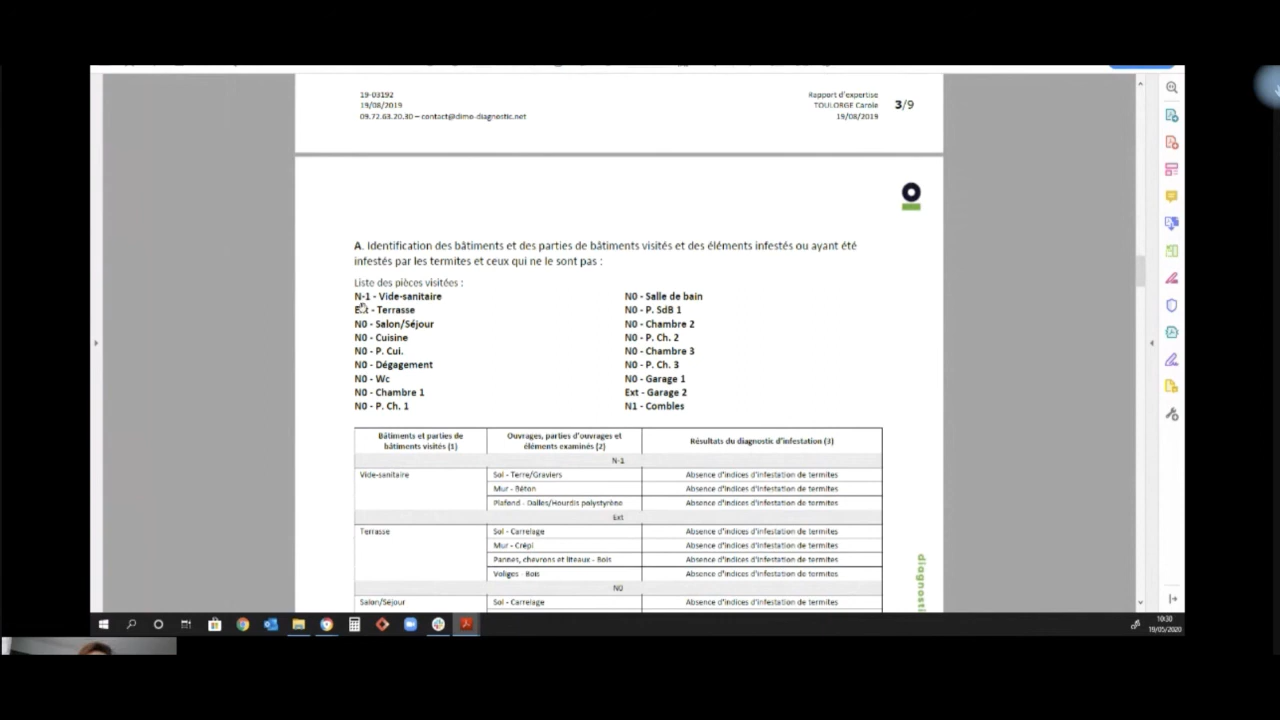 19-03192
19/08/2019
09.72.63.20.30 – contact@dimo-diagnostic.net
Rapport d'expertise
TOULORGE Carole
19/08/2019
3/9
A. Identification des bâtiments et des parties de bâtiments visités et des éléments infestés ou ayant été
infestés par les termites et ceux qui ne le sont pas :
Liste des pièces visitées :
N-1 - Vide-sanitaire
Ext - Terrasse
N0 - Salon/Séjour
N0 - Cuisine
N0 - P. Cui.
N0 - Dégagement
N0 - Wc
N0 - Chambre 1
N0 - P. Ch. 1
N0 - Salle de bain
N0 - P. SdB 1
N0 - Chambre 2
N0 - P. Ch. 2
N0 - Chambre 3
N0 - P. Ch. 3
N0 - Garage 1
Ext - Garage 2
N1 - Combles
Bâtiments et parties de
bâtiments visités (1)
Ouvrages, parties d'ouvrages et
éléments examinés (2)
Résultats du diagnostic d'infestation (3)
N-1
Vide-sanitaire
Sol - Terre/Graviers
Absence d'indices d'infestation de termites
Mur - Béton
Absence d'indices d'infestation de termites
Plafond - Dalles/Hourdis polystyrène
Absence d'indices d'infestation de termites
Ext
Terrasse
Sol - Carrelage
Absence d'indices d'infestation de termites
Mur - Crépi
Absence d'indices d'infestation de termites
Pannes, chevrons et liteaux - Bois
Absence d'indices d'infestation de termites
Voliges - Bois
Absence d'indices d'infestation de termites
N0
Salon/Séjour
Sol - Carrelage
Absence d'indices d'infestation de termites
diagnosti
10:30
19/05/2020